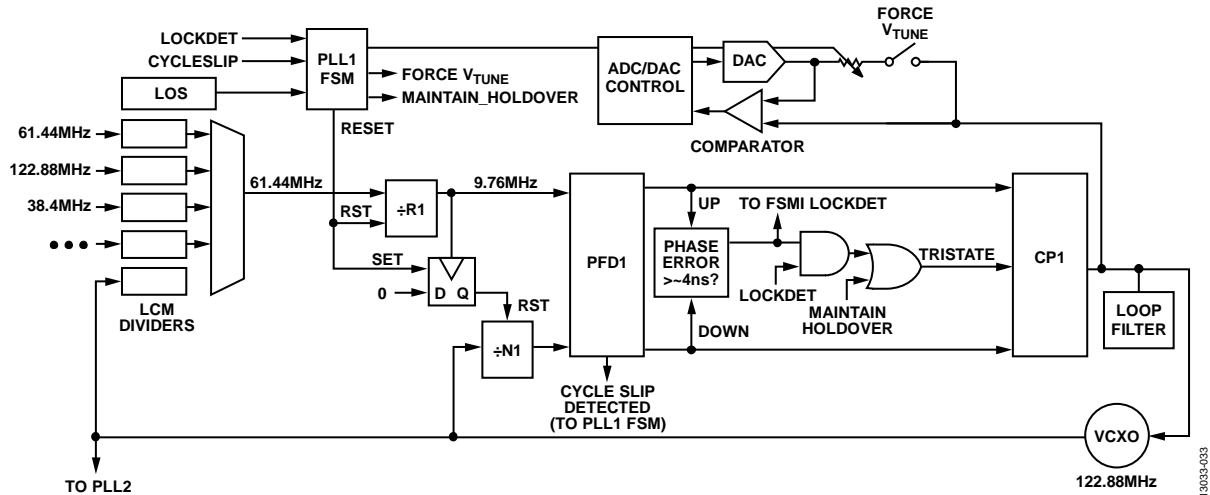 LOCKDET
CYCLESLIP
LOS
PLL1
FSM
FORCE VTUNE
MAINTAIN_HOLDOVER
RESET
ADC/DAC
CONTROL
DAC
COMPARATOR
FORCE
VTUNE
61.44MHz
122.88MHz
38.4MHz
LCM
DIVIDERS
61.44MHz
RST
÷R1
9.76MHz
SET
0
D Q
RST
÷N1
PFD1
CYCLE SLIP
DETECTED
(TO PLL1 FSM)
UP
TO FSMI LOCKDET
PHASE
ERROR
>~4ns?
DOWN
LOCKDET
MAINTAIN
HOLDOVER
TRISTATE
CP1
LOOP
FILTER
VCXO
122.88MHz
TO PLL2
13033-033